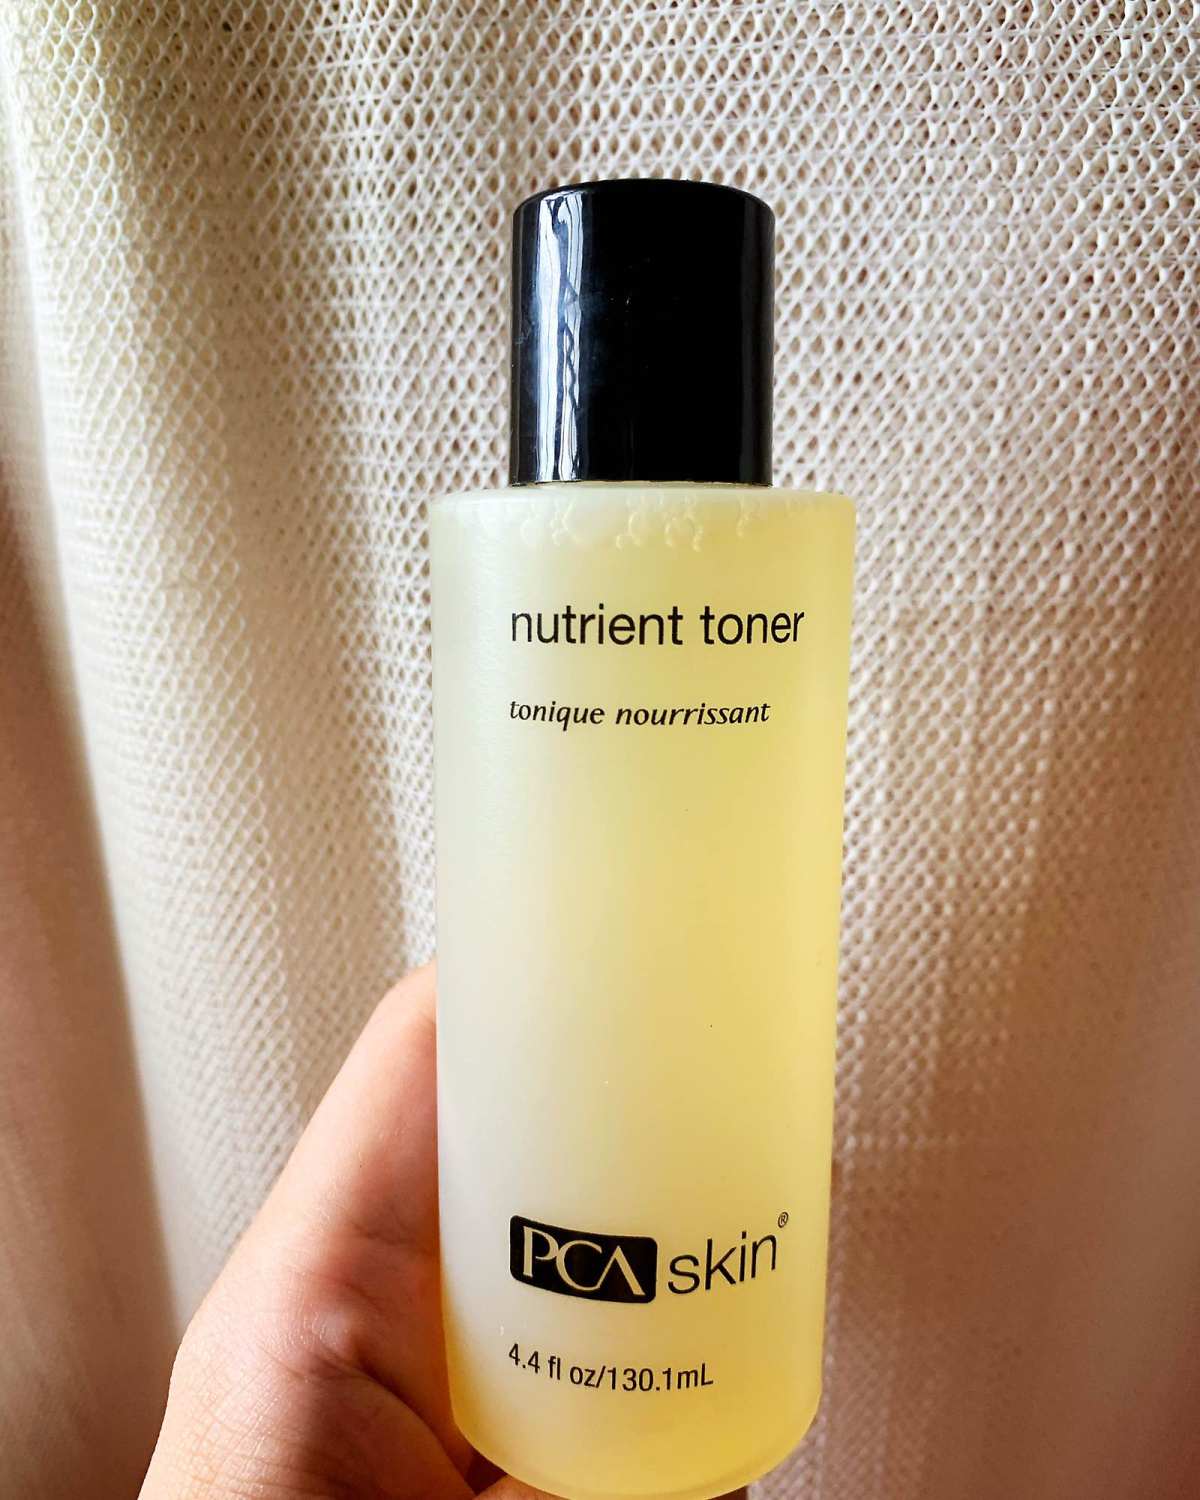 nutrient toner
tonique nourrissant
PCA skin®
4.4 fl oz/130.1mL